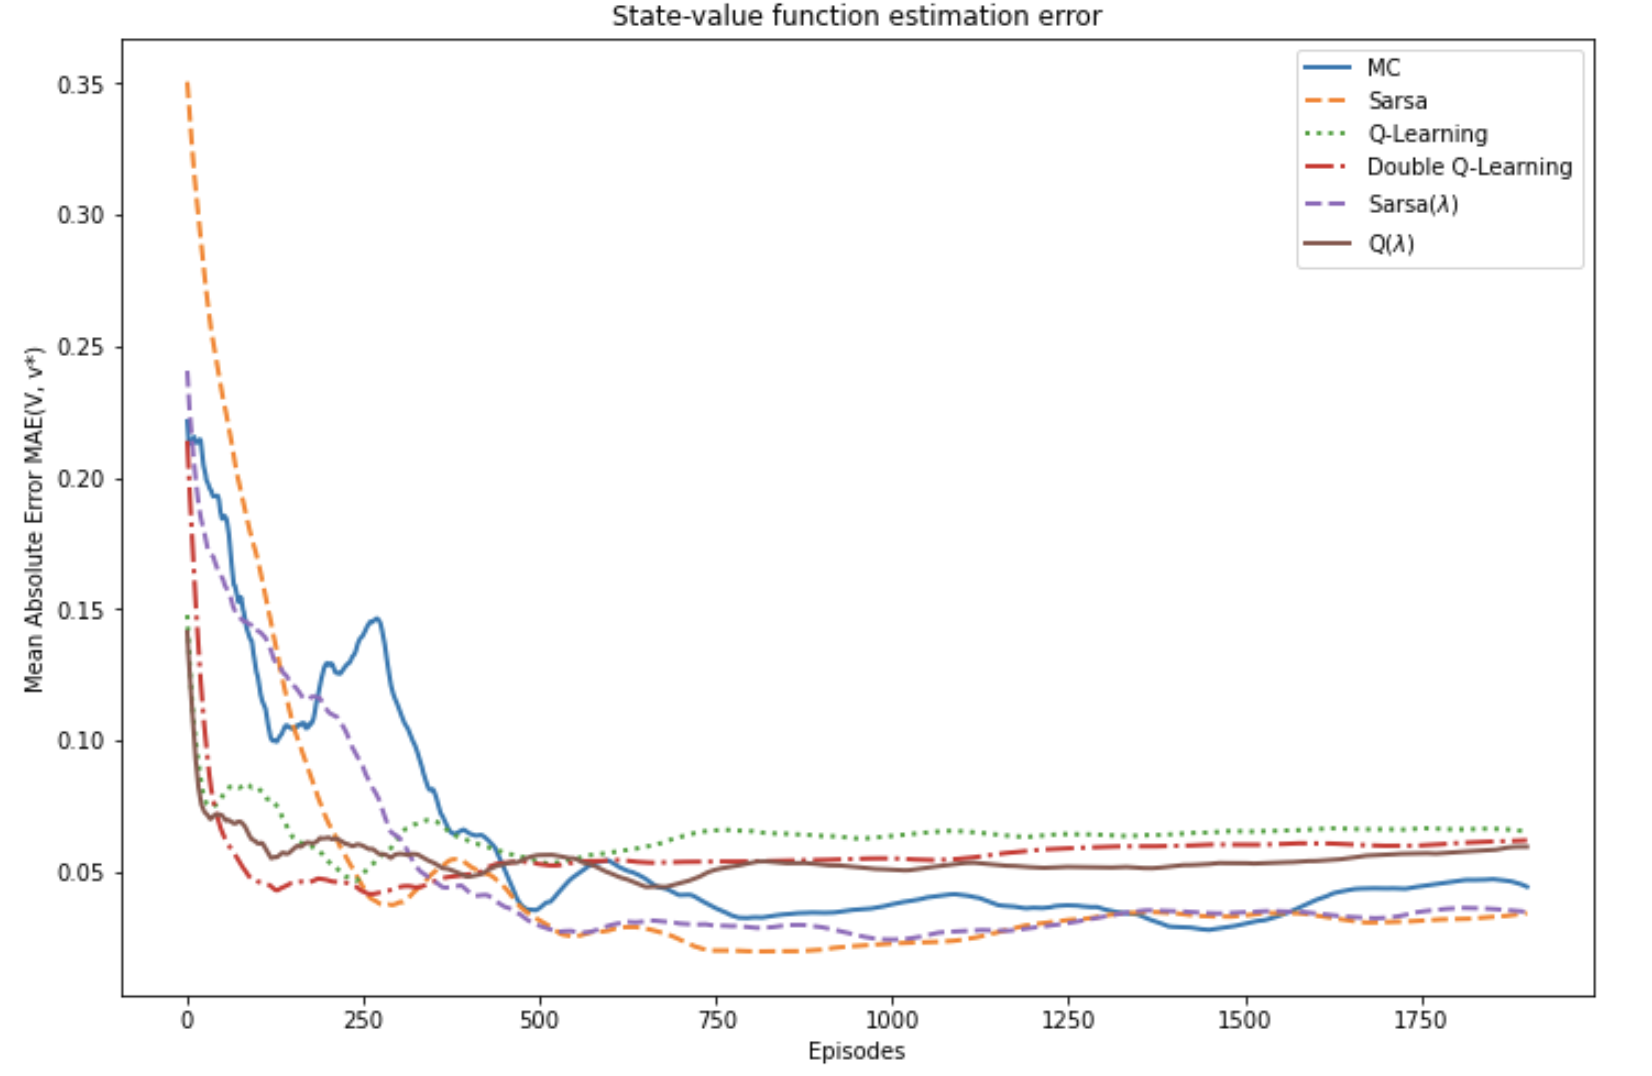 State-value function estimation error
MC
Sarsa
Q-Learning
Double Q-Learning
Sarsa(λ)
Q(λ)
Mean Absolute Error MAE(V, v*)
0.35
0.30
0.25
0.20
0.15
0.10
0.05
0 250 500 750 1000 1250 1500 1750
Episodes